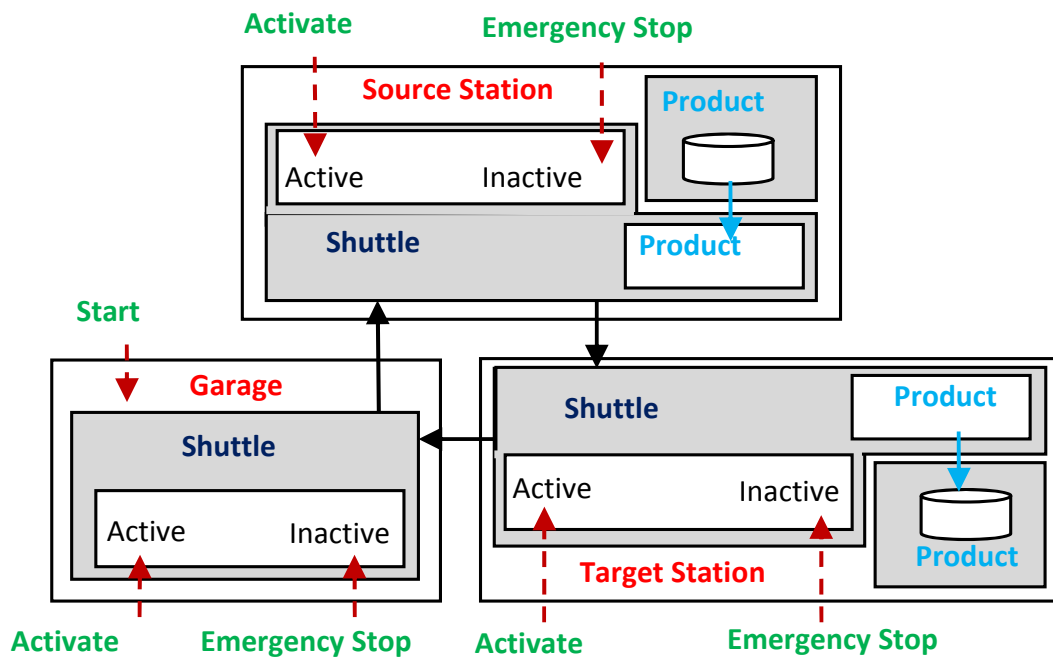 Activate
Emergency Stop
Source Station
Product
Active
Inactive
Shuttle
Product
Start
Garage
Shuttle
Active
Inactive
Activate
Emergency Stop
Shuttle
Product
Active
Inactive
Target Station
Product
Activate
Emergency Stop